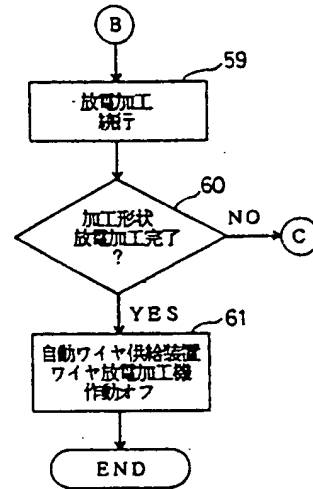 B
59
放電加工
続行
60
加工形状
放電加工完了
?
NO
C
YES
61
自動ワイヤ供給装置
ワイヤ放電加工機
作動オフ
END